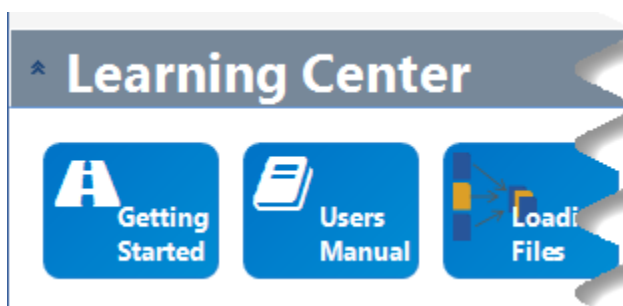 Learning Center
Getting
Started
Users
Manual
Loadi
Files